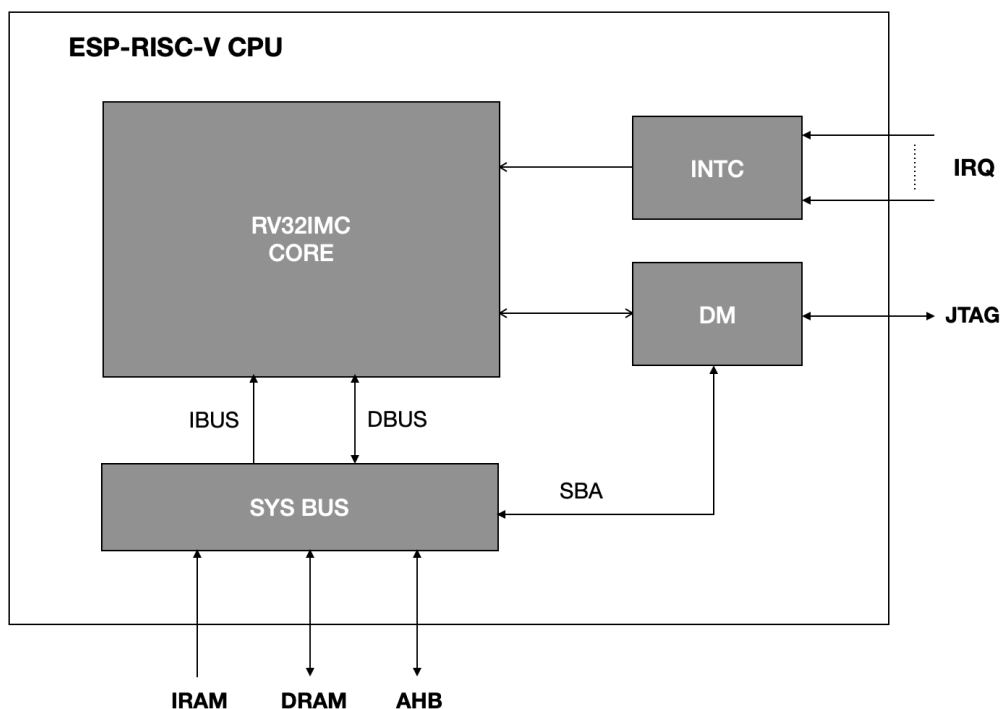 ESP-RISC-V CPU
RV32IMC
CORE
INTC
IRQ
DM
JTAG
IBUS
DBUS
SYS BUS
SBA
IRAM
DRAM
AHB